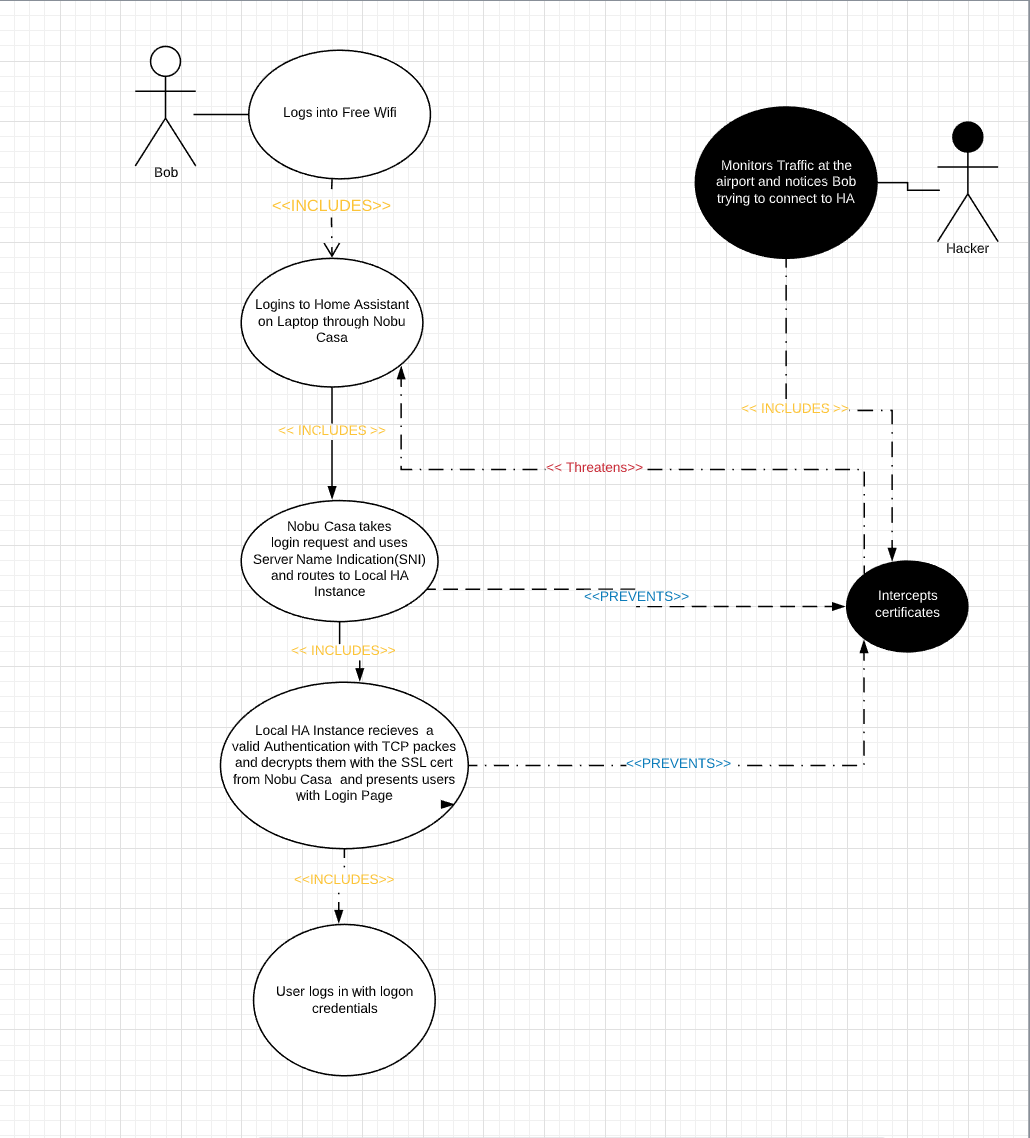 Logs into Free Wifi
Bob
<<INCLUDES>>
Monitors Traffic at the
airport and notices Bob
trying to connect to HA
Hacker
Logins to Home Assistant
on Laptop through Nobu
Casa
<< INCLUDES >>
<< INCLUDES >>
<< Threatens>>
Nobu Casa takes
login request and uses
Server Name Indication(SNI)
and routes to Local HA
Instance
<<PREVENTS>>
Intercepts
certificates
<< INCLUDES>>
Local HA Instance recieves a
valid Authentication with TCP packes
and decrypts them with the SSL cert
from Nobu Casa and presents users
with Login Page
<<PREVENTS>>
<<INCLUDES>>
User logs in with logon
credentials